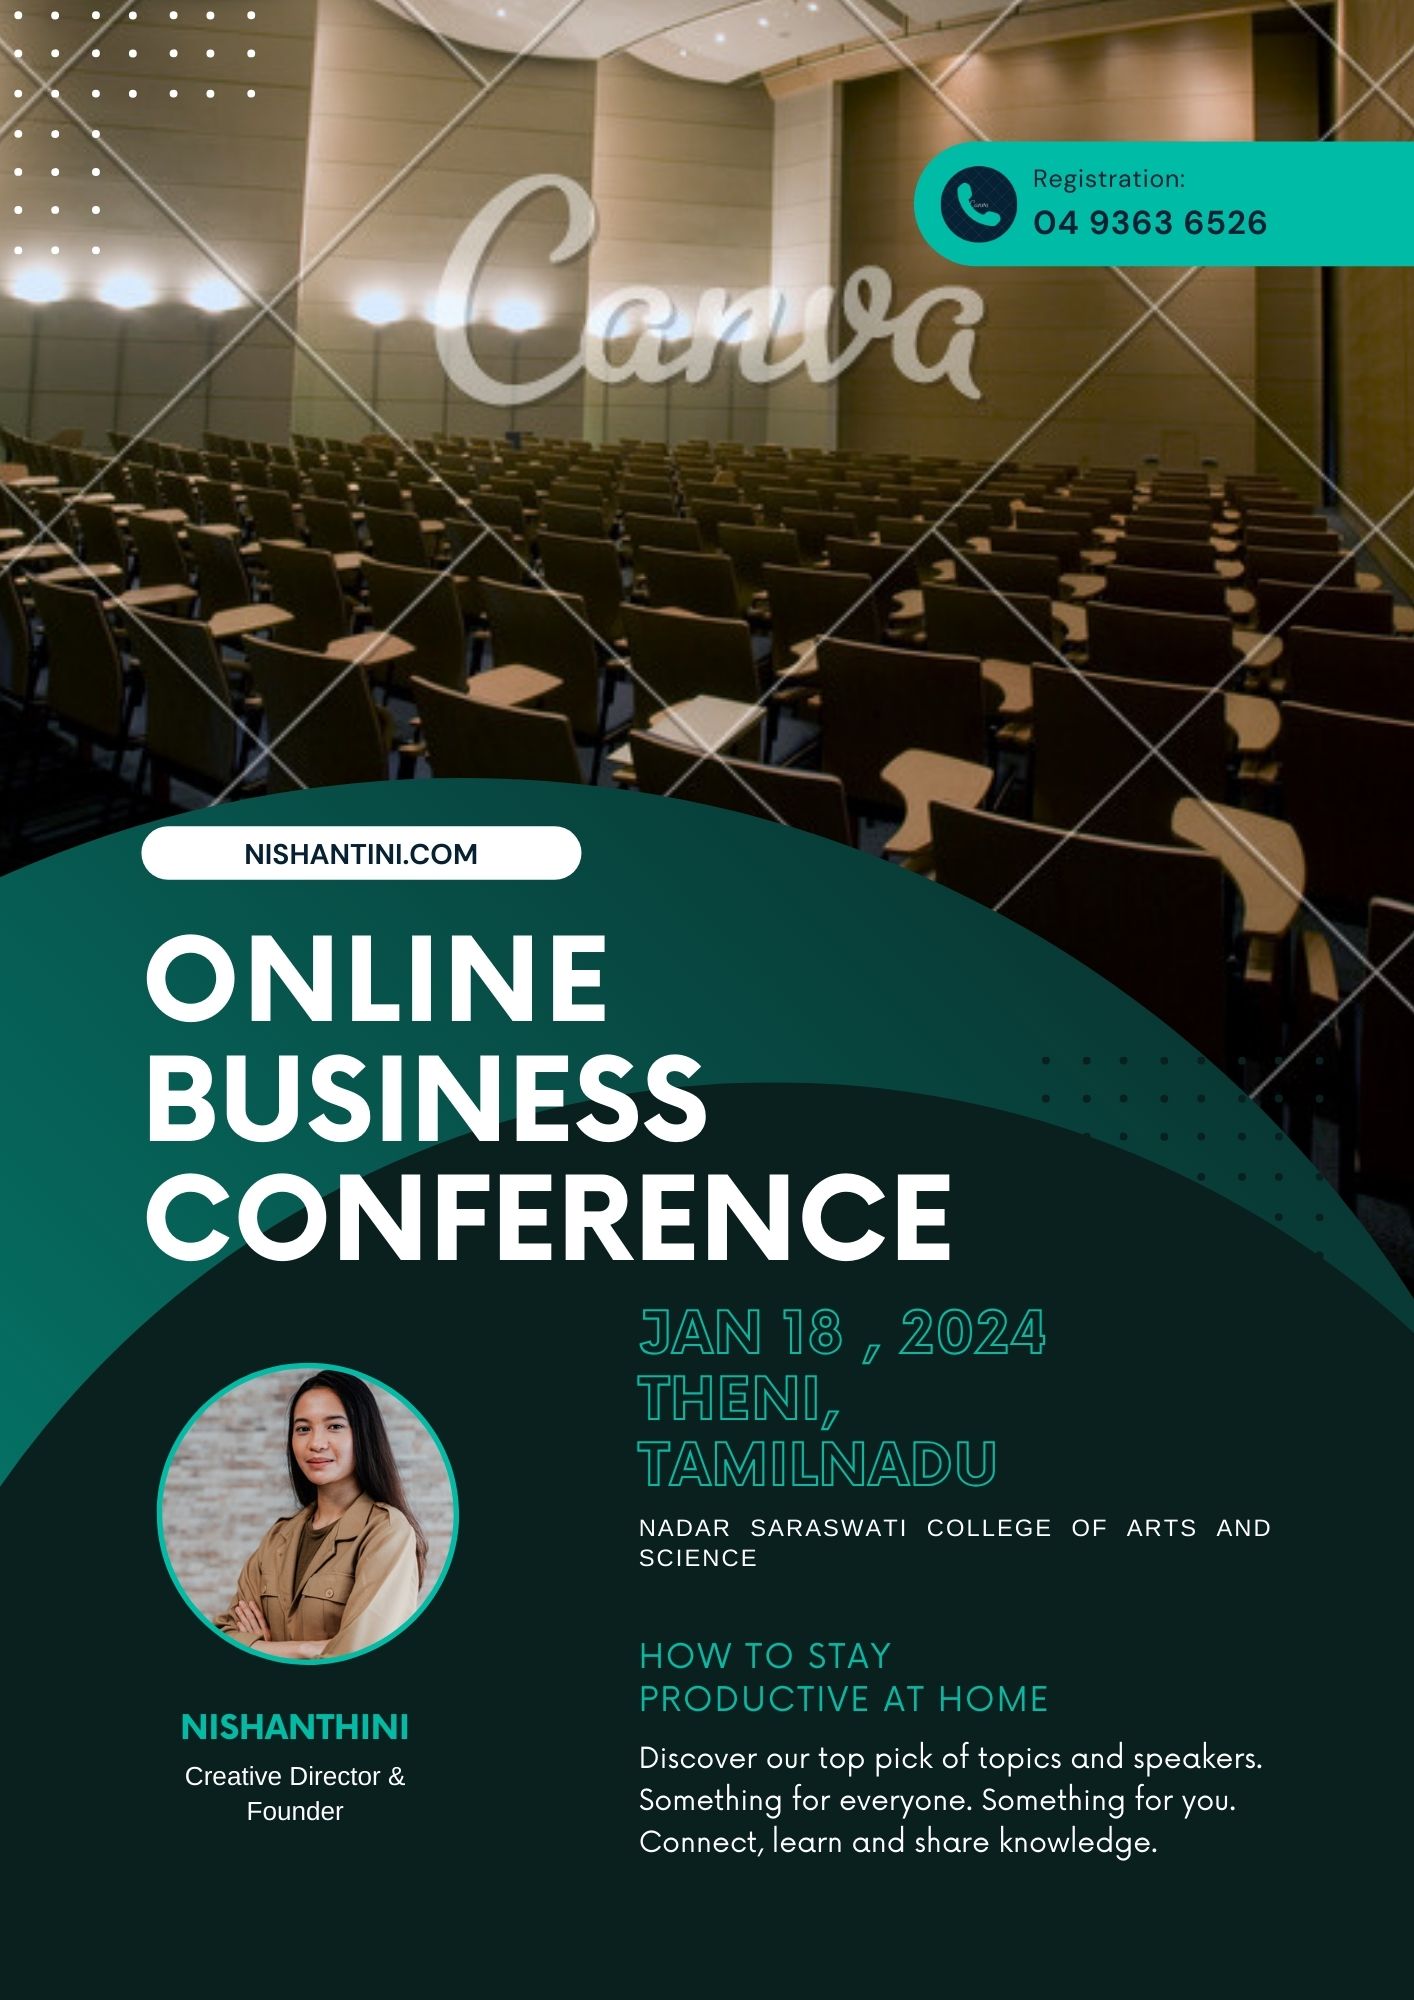 Registration:
04 9363 6526
Canva
Canva
NISHANTINI.COM
ONLINE
BUSINESS
CONFERENCE
JAN 18 , 2024
THENI,
TAMILNADU
NADAR SARASWATI COLLEGE OF ARTS AND
SCIENCE
HOW TO STAY
PRODUCTIVE AT HOME
Discover our top pick of topics and speakers.
Something for everyone. Something for you.
Connect, learn and share knowledge.
NISHANTHINI
Creative Director &
Founder